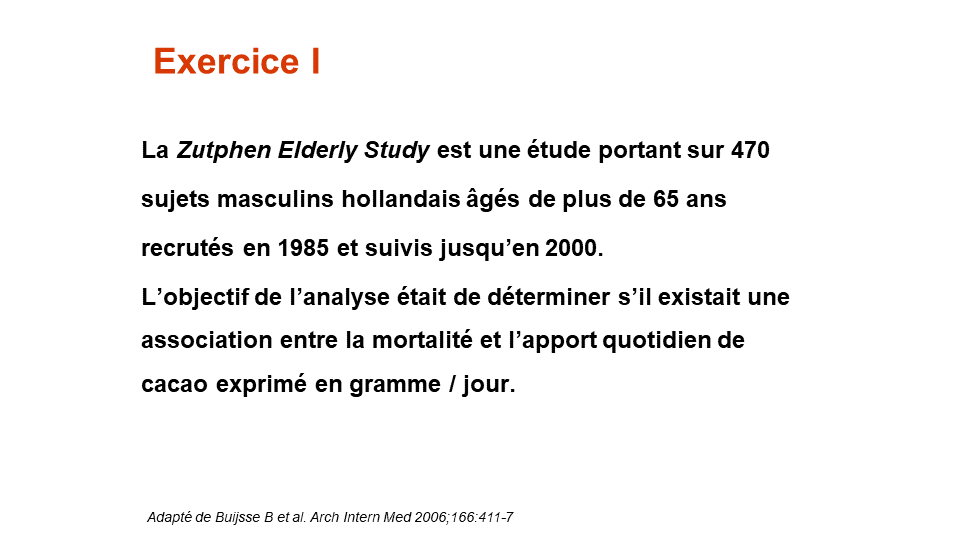 Exercice I
La Zutphen Elderly Study est une étude portant sur 470
sujets masculins hollandais âgés de plus de 65 ans
recrutés en 1985 et suivis jusqu’en 2000.
L’objectif de l’analyse était de déterminer s’il existait une
association entre la mortalité et l’apport quotidien de
cacao exprimé en gramme / jour.
Adapté de Buijsse B et al. Arch Intern Med 2006;166:411-7